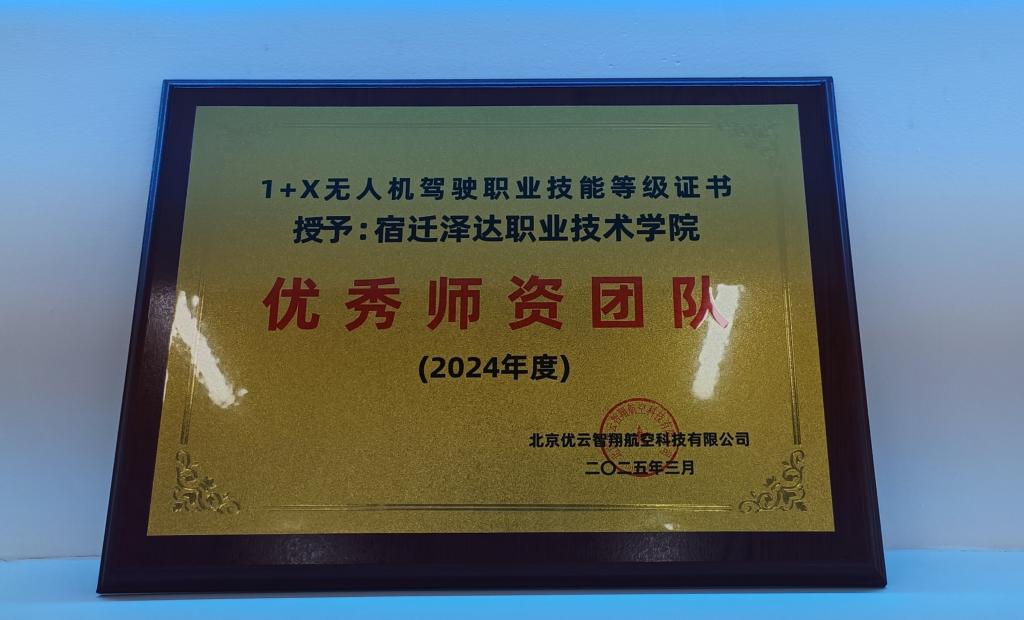 1+X无人机驾驶职业技能等级证书
授予:宿迁泽达职业技术学院
优秀师资团队
(2024年度)
北京优云智翔航空科技有限公司
二〇二五年三月